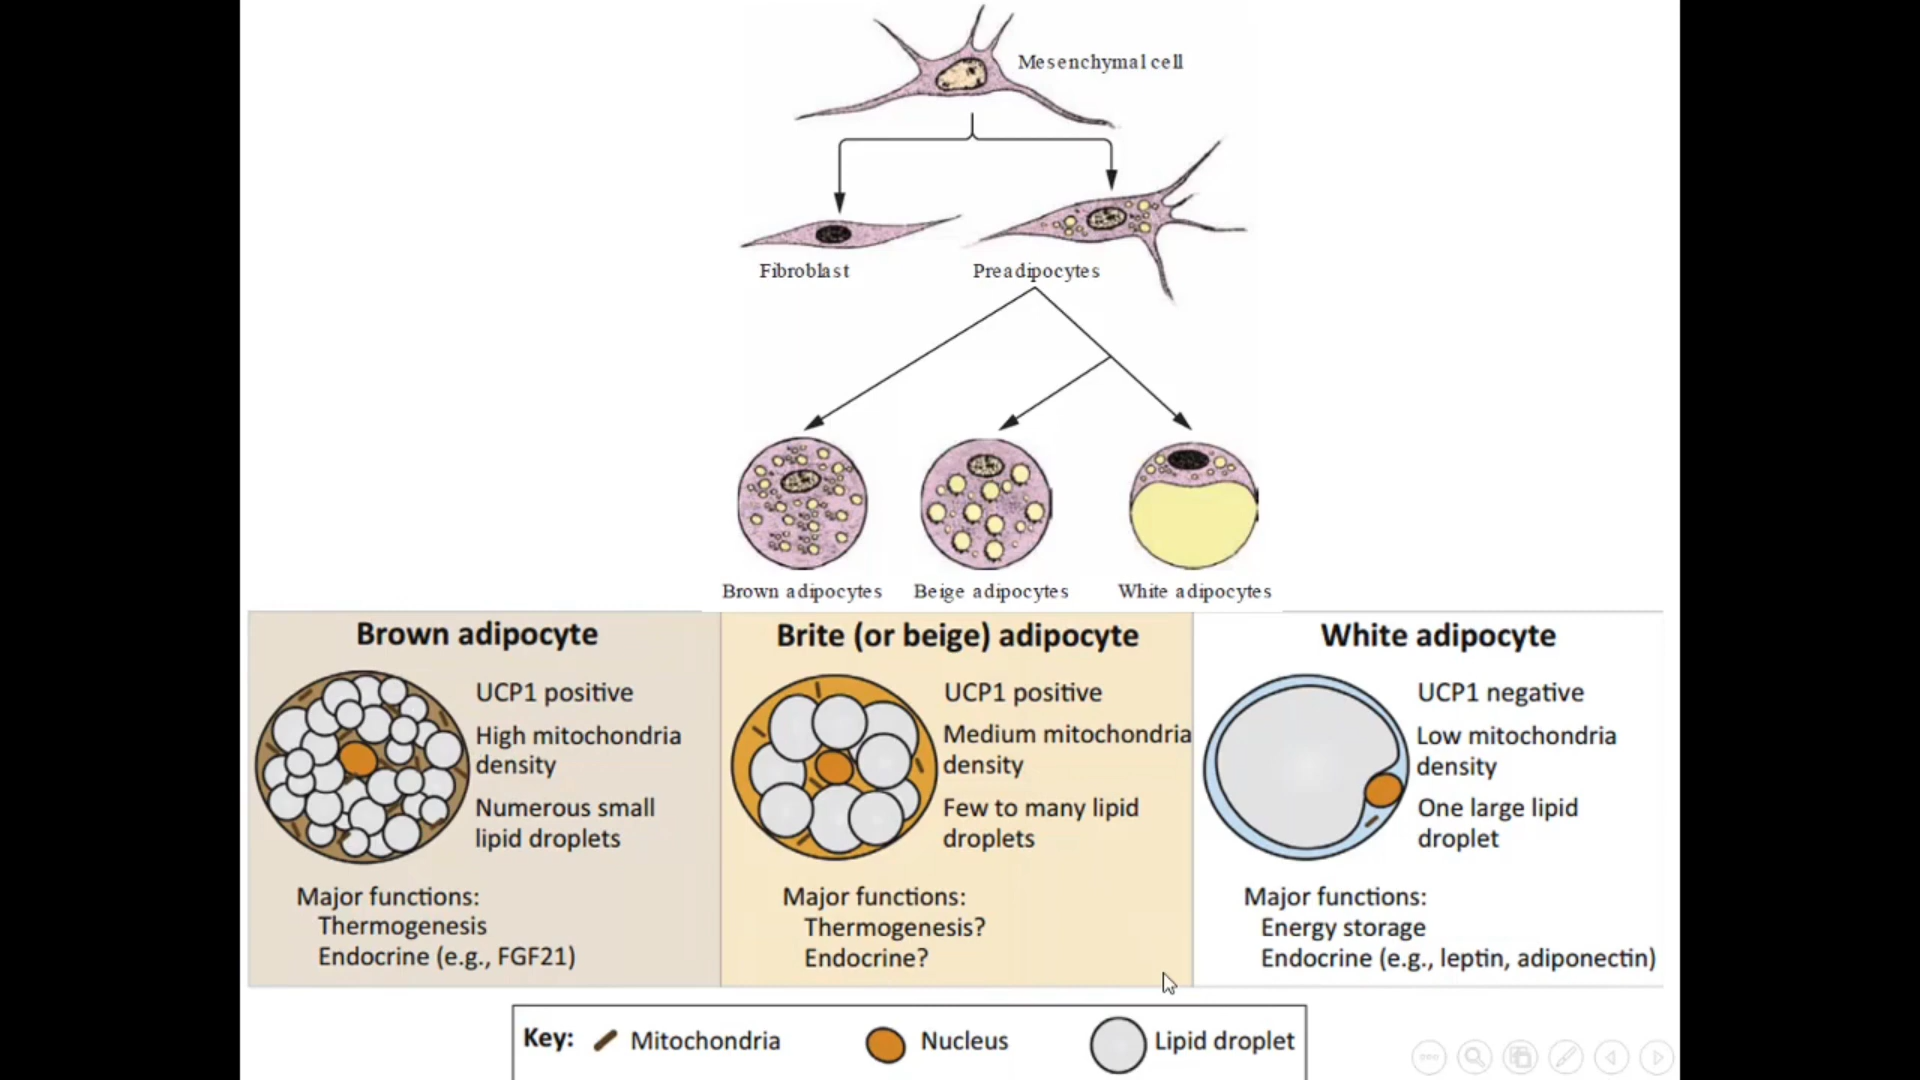 Mesenchymal cell
Fibroblast
Preadipocytes
Brown adipocytes
Beige adipocytes
White adipocytes
Brown adipocyte
UCP1 positive
High mitochondria
density
Numerous small
lipid droplets
Major functions:
Thermogenesis
Endocrine (e.g., FGF21)
Brite (or beige) adipocyte
UCP1 positive
Medium mitochondria
density
Few to many lipid
droplets
Major functions:
Thermogenesis?
Endocrine?
White adipocyte
UCP1 negative
Low mitochondria
density
One large lipid
droplet
Major functions:
Energy storage
Endocrine (e.g., leptin, adiponectin)
Key: Mitochondria Nucleus Lipid droplet